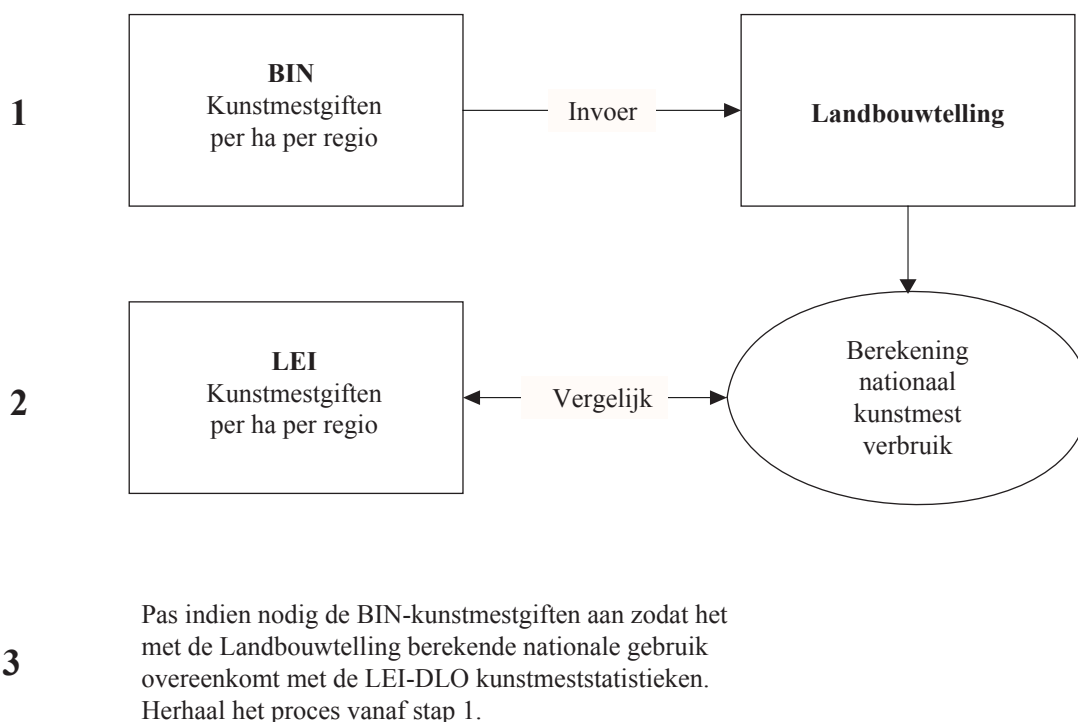 1
BIN
Kunstmestgiften
per ha per regio
Invoer
Landbouwtelling
2
LEI
Kunstmestgiften
per ha per regio
Vergelijk
Berekening
nationaal
kunstmest
verbruik
3
Pas indien nodig de BIN-kunstmestgiften aan zodat het
met de Landbouwtelling berekende nationale gebruik
overeenkomt met de LEI-DLO kunstmeststatistieken.
Herhaal het proces vanaf stap 1.